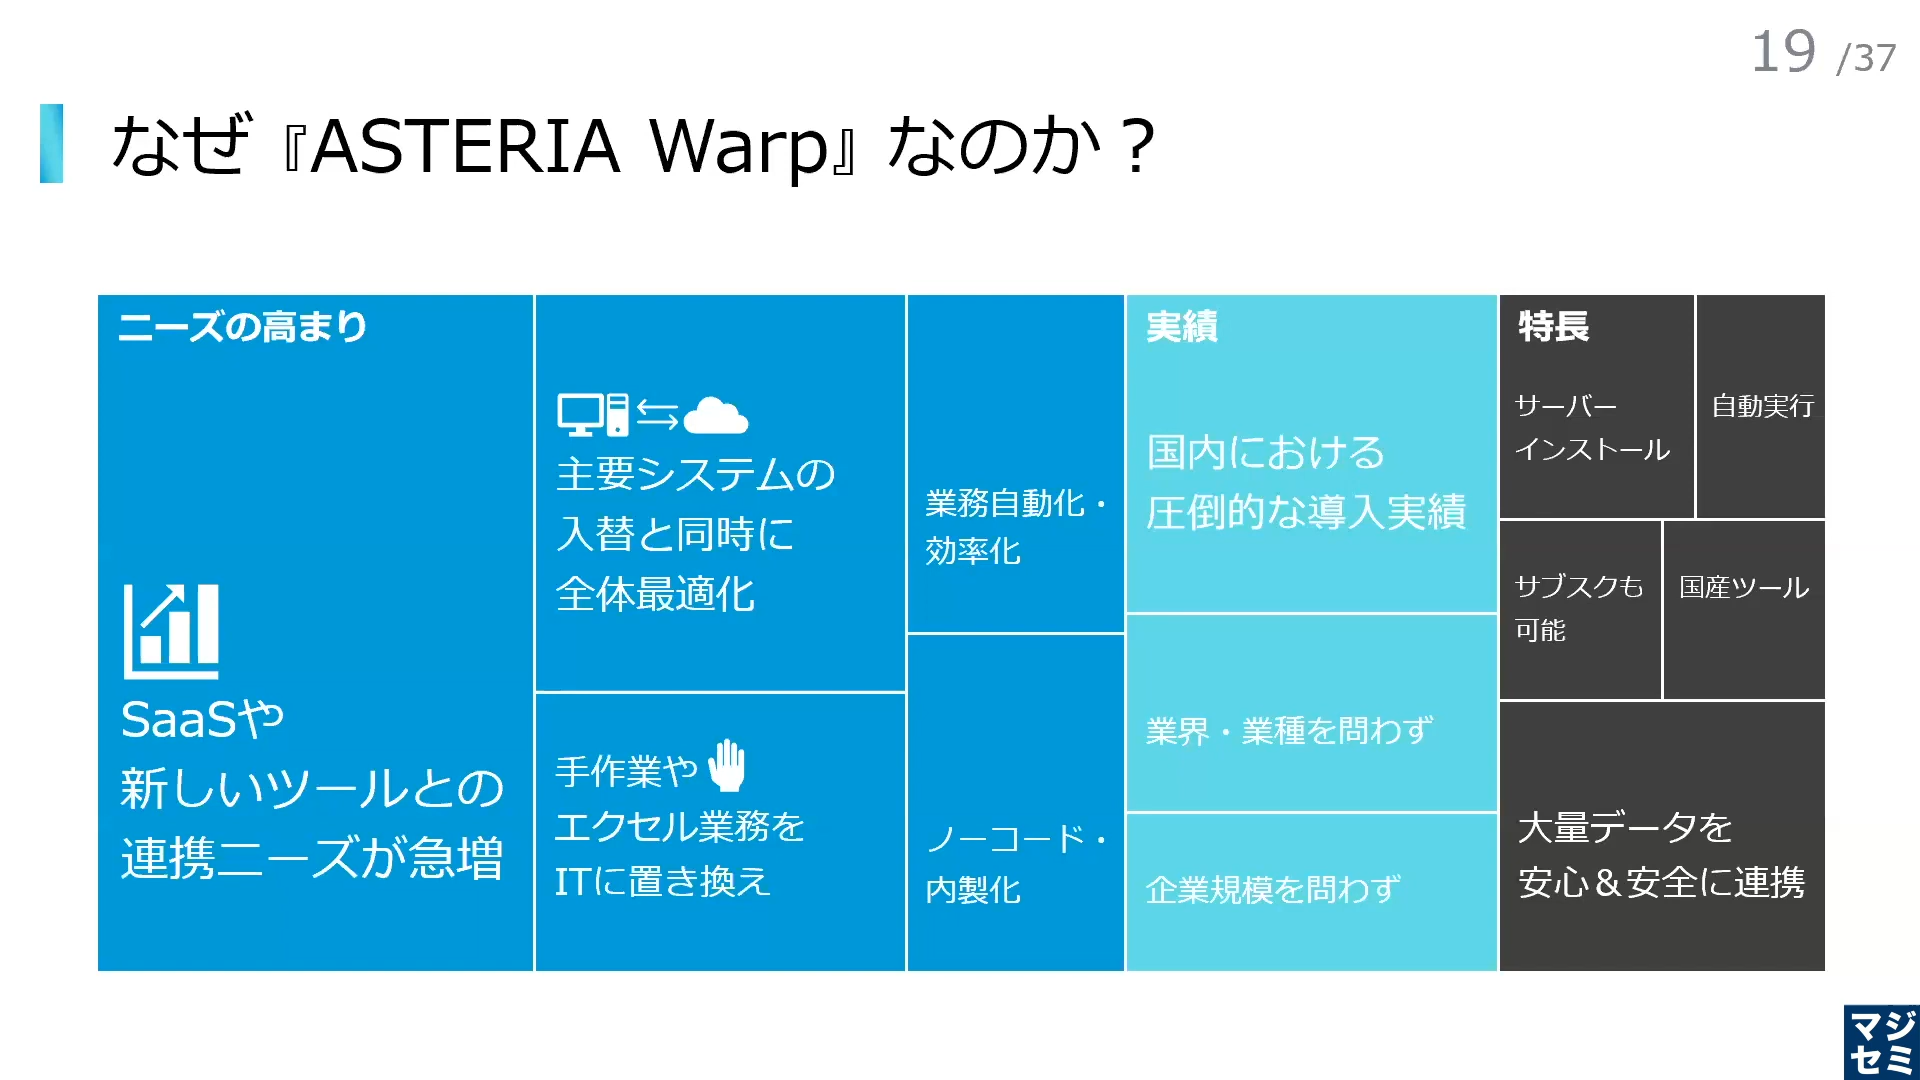 19 /37
なぜ『ASTERIA Warp』なのか？
ニーズの高まり
SaaSや
新しいツールとの
連携ニーズが急増
主要システムの
入替と同時に
全体最適化
手作業や
エクセル業務を
ITに置き換え
業務自動化・
効率化
ノーコード・
内製化
実績
国内における
圧倒的な導入実績
業界・業種を問わず
企業規模を問わず
特長
サーバー
インストール
自動実行
サブスクも
可能
国産ツール
大量データを
安心＆安全に連携
マジ
セミ